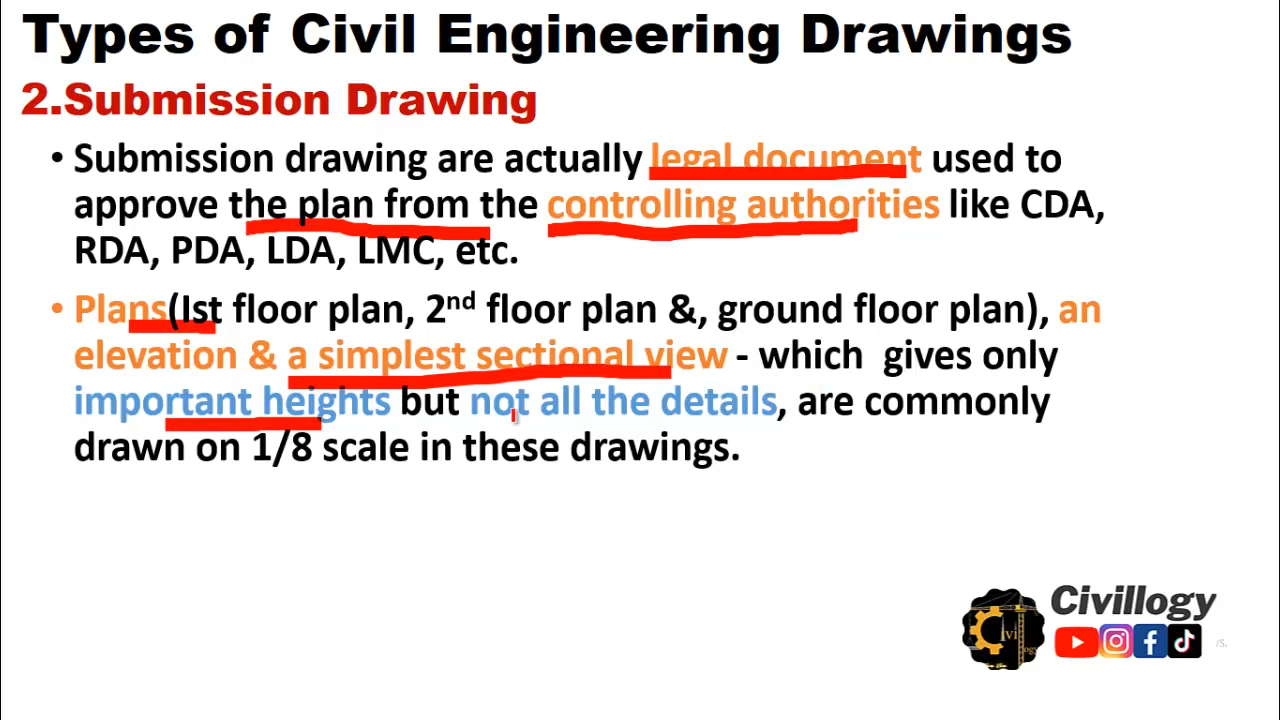 Types of Civil Engineering Drawings
2.Submission Drawing
• Submission drawing are actually legal document used to
approve the plan from the controlling authorities like CDA,
RDA, PDA, LDA, LMC, etc.
• Plans(Ist floor plan, 2nd floor plan &, ground floor plan), an
elevation & a simplest sectional view - which gives only
important heights but not all the details, are commonly
drawn on 1/8 scale in these drawings.
Civillogy